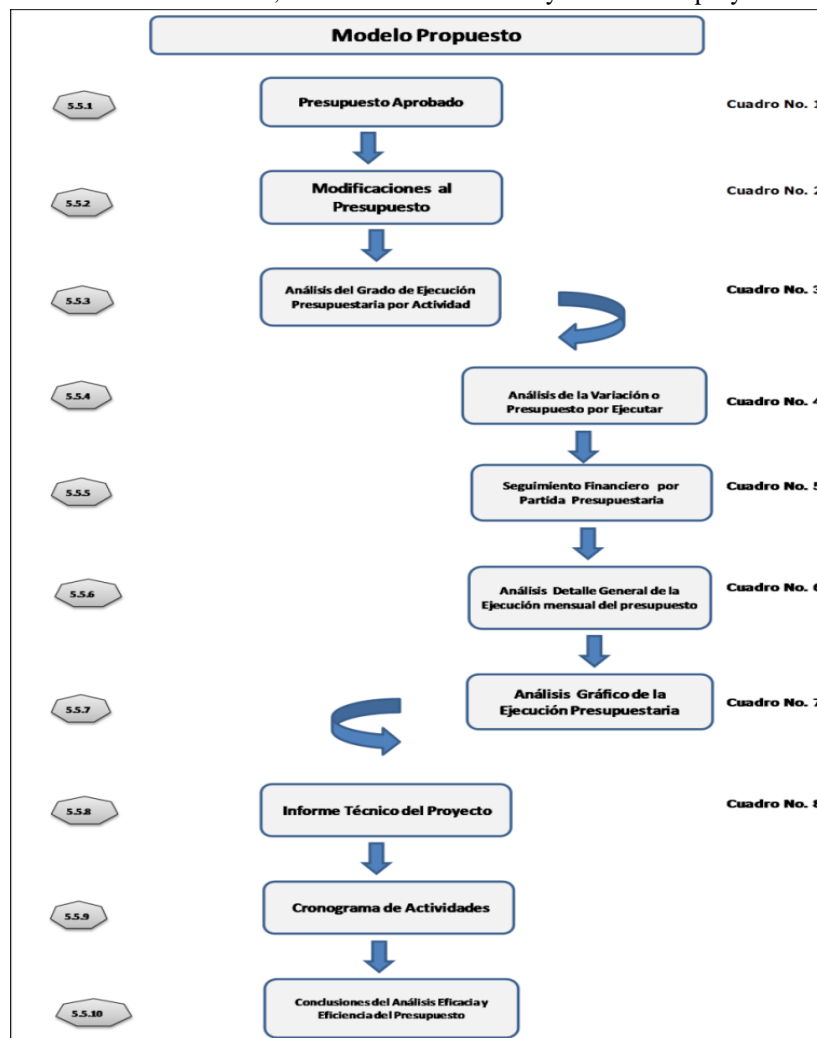 Modelo Propuesto
5.5.1
Presupuesto Aprobado
Cuadro No. 1
5.5.2
Modificaciones al
Presupuesto
Cuadro No. 2
5.5.3
Análisis del Grado de Ejecución
Presupuestaria por Actividad
Cuadro No. 3
5.5.4
Análisis de la Variación o
Presupuesto por Ejecutar
Cuadro No. 4
5.5.5
Seguimiento Financiero por
Partida Presupuestaria
Cuadro No. 5
5.5.6
Análisis Detalle General de la
Ejecución mensual del presupuesto
Cuadro No. 6
5.5.7
Análisis Gráfico de la
Ejecución Presupuestaria
Cuadro No. 7
5.5.8
Informe Técnico del Proyecto
Cuadro No. 8
5.5.9
Cronograma de Actividades
5.5.10
Conclusiones del Análisis Eficacia y
Eficiencia del Presupuesto